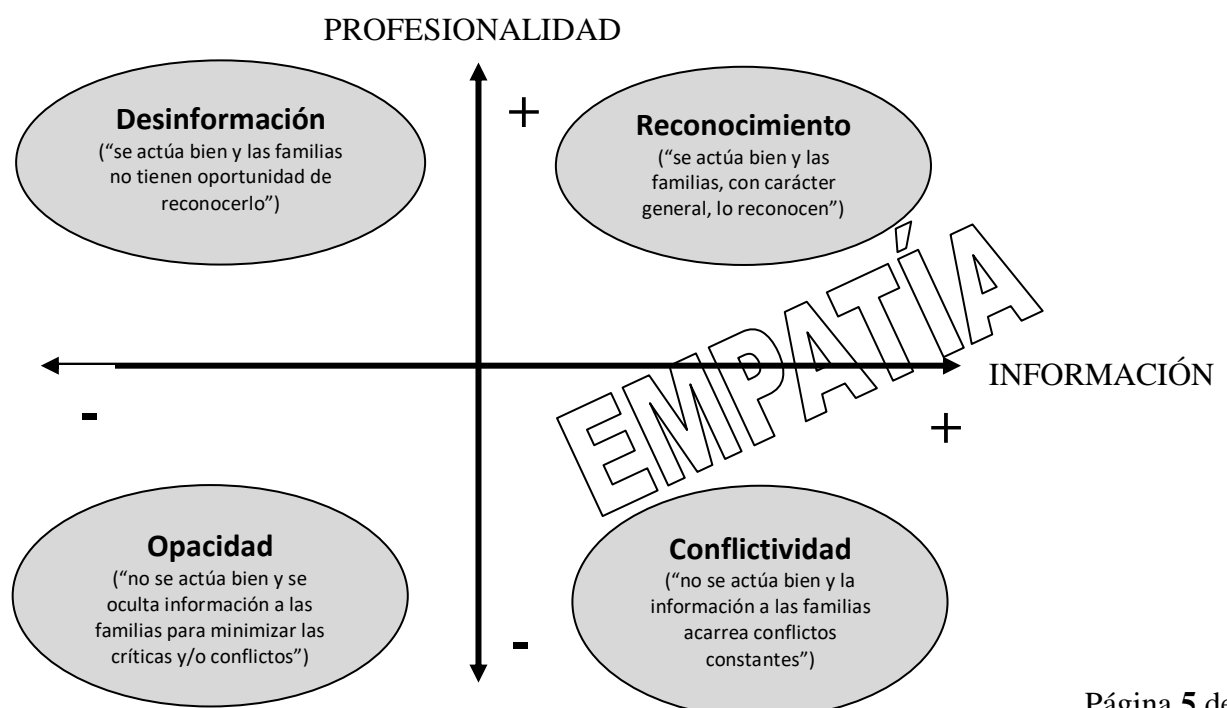 PROFESIONALIDAD
Desinformación
(“se actúa bien y las familias
no tienen oportunidad de
reconocerlo”)
+
Reconocimiento
(“se actúa bien y las
familias, con carácter
general, lo reconocen”)
EMPATÍA
INFORMACIÓN
-
+
Opacidad
(“no se actúa bien y se
oculta información a las
familias para minimizar las
críticas y/o conflictos”)
-
Conflictividad
(“no se actúa bien y la
información a las familias
acarrea conflictos
constantes”)
Página 5 de